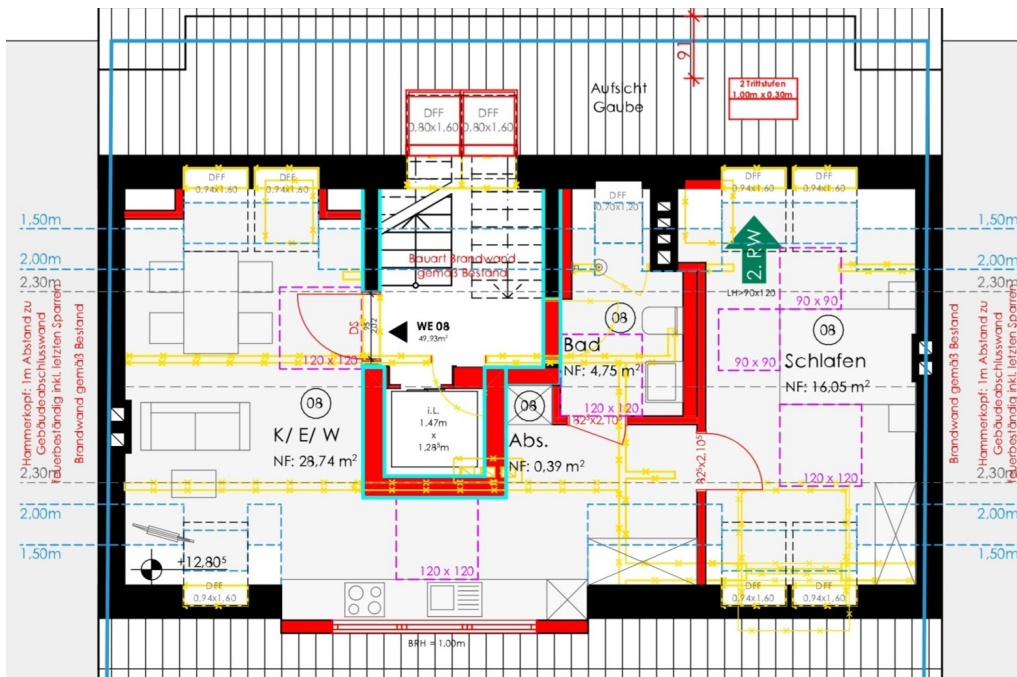 91
2 Trittstufen
1.00m x 0.30m
Aufsicht
Gaube
DFF
0,80x1,60
DFF
0,80x1,60
DFF
0,94x1,60
DFF
0,94x1,60
DFF
0,70x1,20
DFF
0,94x1,60
DFF
0,94x1,60
1,50m
1,50m
2,00m
2,00m
2,30m
2,30m
Bauart Brandwand
gemäß Bestand
2. RW
LH>90x120
90 x 90
90 x 90
DS
WE 08
49,93m²
120 x 120
08
Bad
NF: 4,75 m²
08
Schlafen
NF: 16,05 m²
08
K/ E/ W
NF: 28,74 m²
i.L.
1.47m
x
1,28⁵m
08
Abs.
NF: 0,39 m²
120 x 120
82⁵x2,10⁵
120 x 120
2,30m
2,30m
2,00m
2,00m
1,50m
1,50m
+12,80⁵
120 x 120
DFF
0,94x1,60
DFF
0,94x1,60
DFF
0,94x1,60
BRH = 1.00m
"Hammerkopf: 1m Abstand zu
Gebäudeabschlusswand
Brandwand gemäß Bestand
Brandwand gemäß Bestand
"Hammerkopf: 1m Abstand zu
Gebäudeabschlusswand